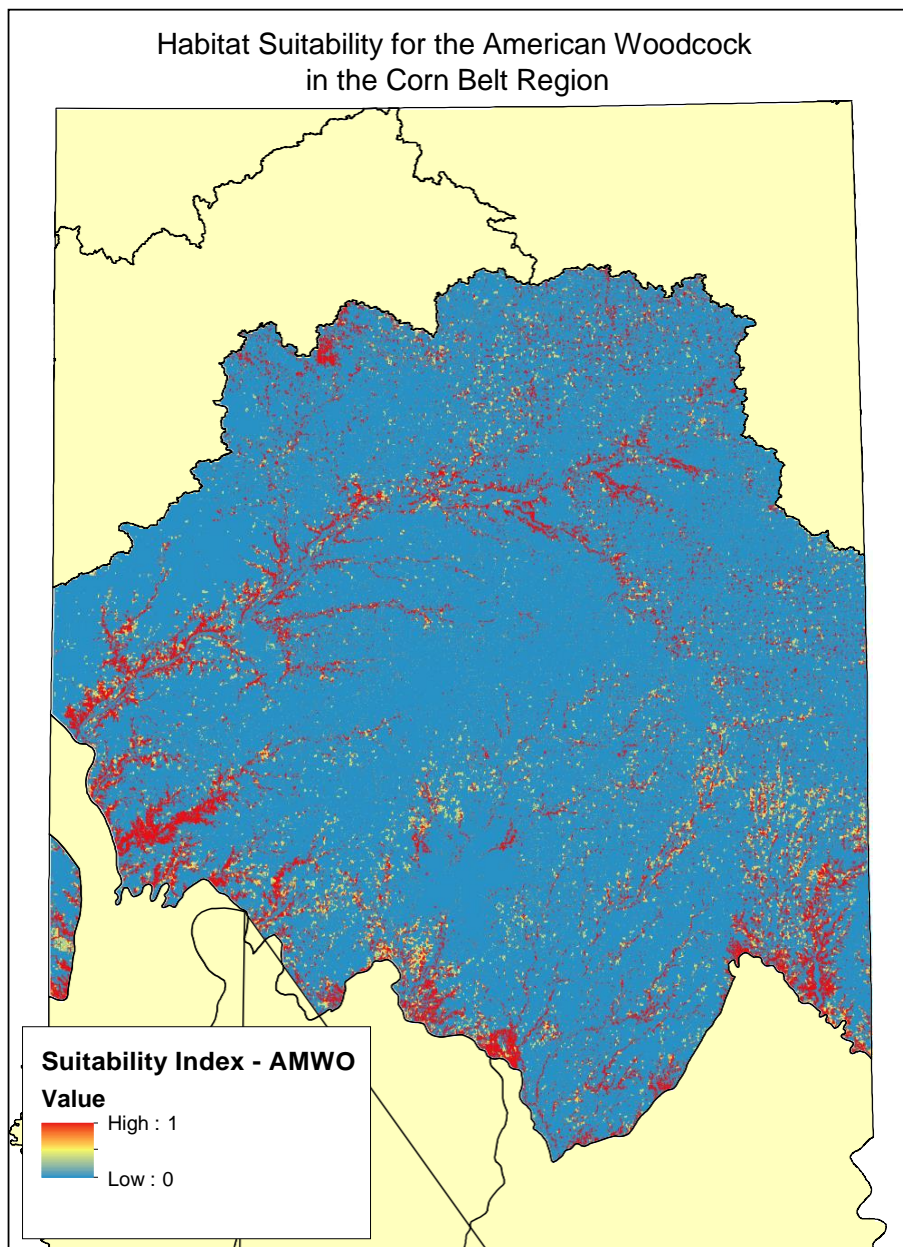 Habitat Suitability for the American Woodcock
in the Corn Belt Region
Suitability Index - AMWO
Value
High : 1
Low : 0